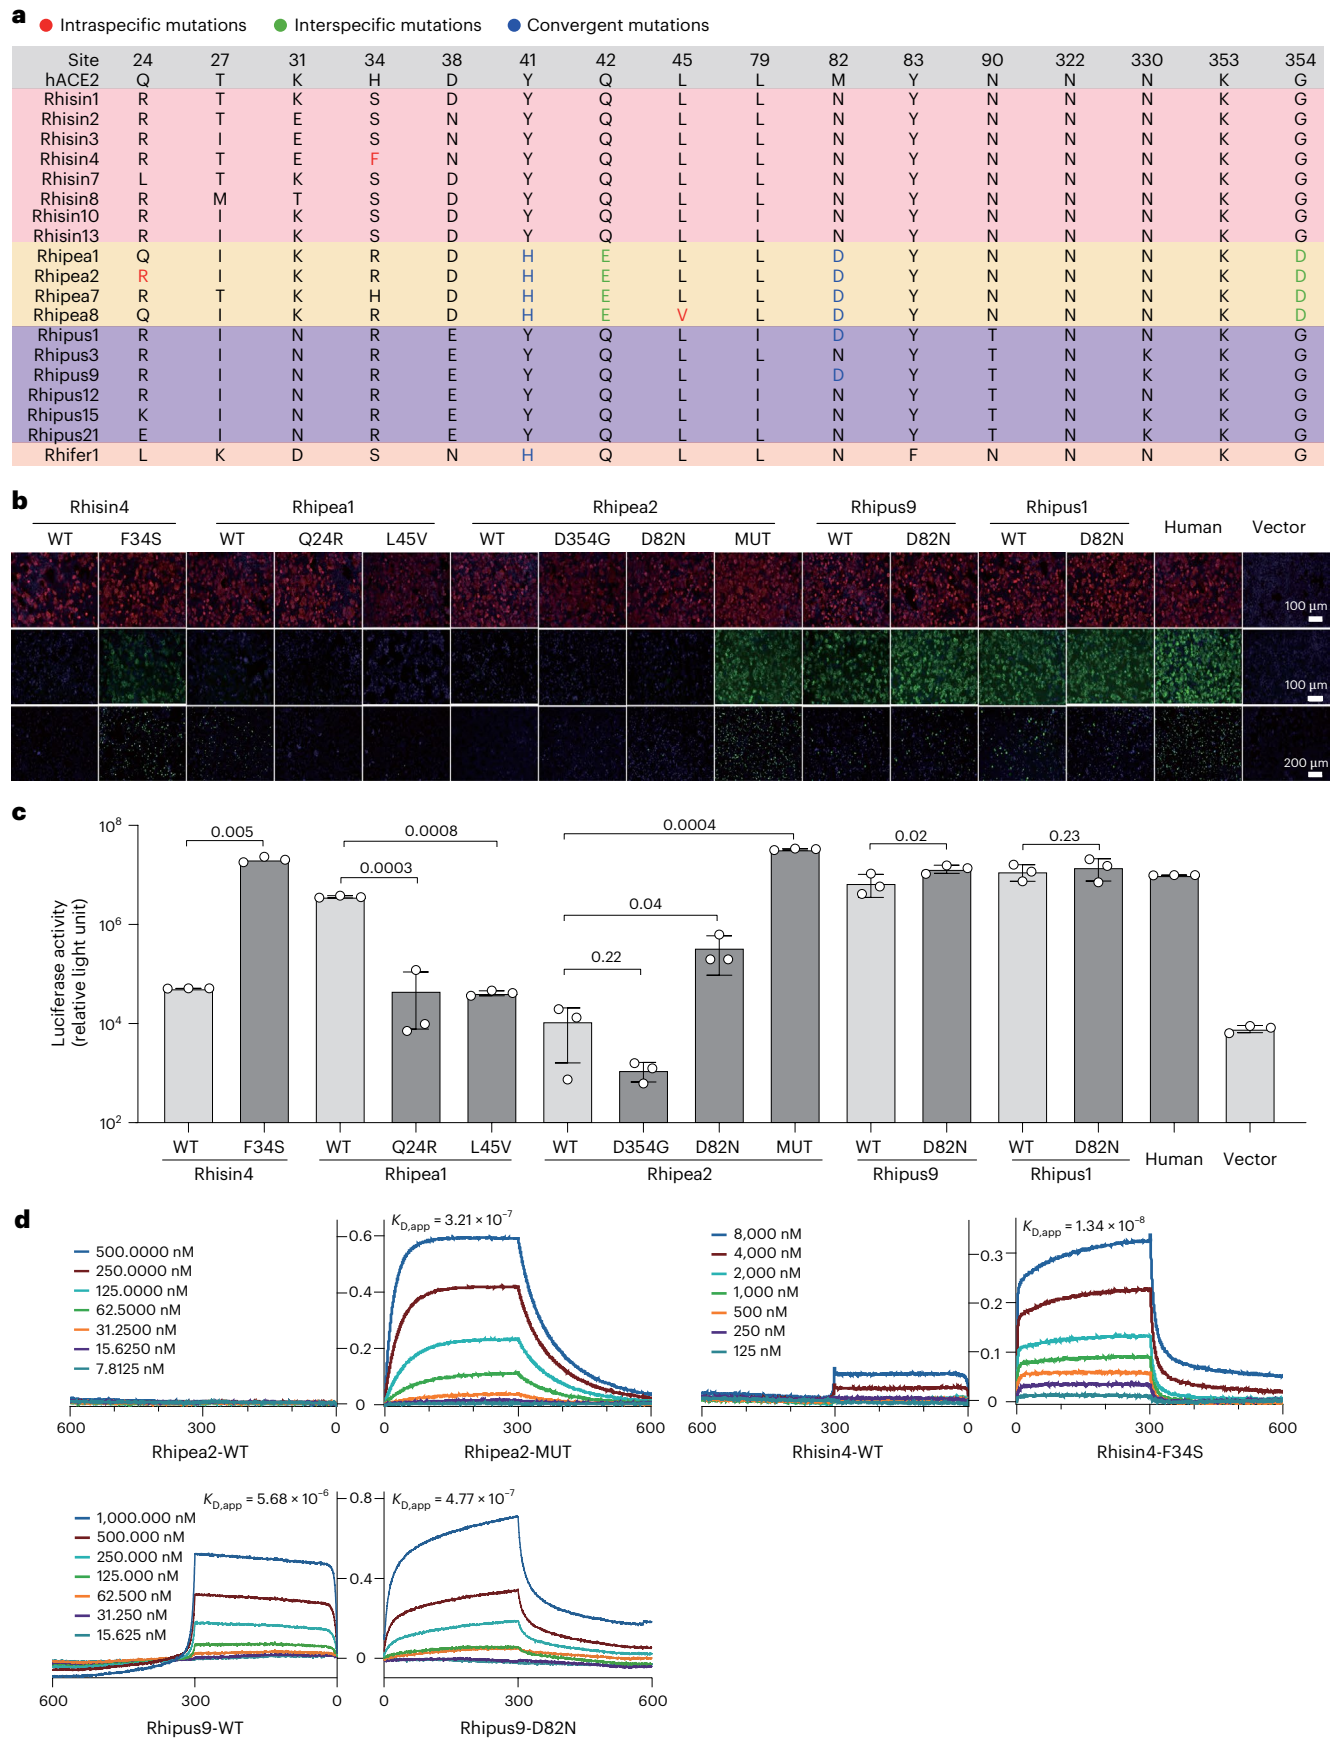 a
Intraspecific mutations Interspecific mutations Convergent mutations
Site 24 27 31 34 38 41 42 45 79 82 83 90 322 330 353 354
hACE2 Q T K H D Y Q L L M Y N N N K G
Rhisin1 R T K S D Y Q L L N Y N N N K G
Rhisin2 R T E S N Y Q L L N Y N N N K G
Rhisin3 R I E S N Y Q L L N Y N N N K G
Rhisin4 R T E F N Y Q L L N Y N N N K G
Rhisin7 L T K S D Y Q L L N Y N N N K G
Rhisin8 R M T S D Y Q L L N Y N N N K G
Rhisin10 R I K S D Y Q L I N Y N N N K G
Rhisin13 R I K S D Y Q L L N Y N N N K G
Rhipea1 Q I K R D H E L L D Y N N N K D
Rhipea2 R I K R D H E L L D Y N N N K D
Rhipea7 R T K H D H E L L D Y N N N K D
Rhipea8 Q I K R D H E V L D Y N N N K D
Rhipus1 R I N R E Y Q L I D Y T N N K G
Rhipus3 R I N R E Y Q L L N Y T N K K G
Rhipus9 R I N R E Y Q L I D Y T N K K G
Rhipus12 R I N R E Y Q L I N Y T N N K G
Rhipus15 K I N R E Y Q L I N Y T N K K G
Rhipus21 E I N R E Y Q L L N Y T N K K G
Rhifer1 L K D S N H Q L L N F N N N K G
b
Rhisin4 Rhipea1 Rhipea2 Rhipus9 Rhipus1
WT F34S WT Q24R L45V WT D354G D82N MUT WT D82N WT D82N Human Vector
100 µm
100 µm
200 µm
c
Luciferase activity
(relative light unit)
10⁸
10⁶
10⁴
10²
0.005
0.0008
0.0003
0.0004
0.04
0.22
0.02
0.23
WT F34S WT Q24R L45V WT D354G D82N MUT WT D82N WT D82N Human Vector
Rhisin4 Rhipea1 Rhipea2 Rhipus9 Rhipus1
d
500.0000 nM
250.0000 nM
125.0000 nM
62.5000 nM
31.2500 nM
15.6250 nM
7.8125 nM
K_D,app = 3.21 × 10⁻⁷
0.6
0.4
0.2
0
600 300 0 0 300 600
Rhipea2-WT Rhipea2-MUT
8,000 nM
4,000 nM
2,000 nM
1,000 nM
500 nM
250 nM
125 nM
K_D,app = 1.34 × 10⁻⁸
0.3
0.2
0.1
0
600 300 0 0 300 600
Rhisin4-WT Rhisin4-F34S
K_D,app = 5.68 × 10⁻⁶
1,000.000 nM
500.000 nM
250.000 nM
125.000 nM
62.500 nM
31.250 nM
15.625 nM
0.8
0.4
0
K_D,app = 4.77 × 10⁻⁷
600 300 0 0 300 600
Rhipus9-WT Rhipus9-D82N